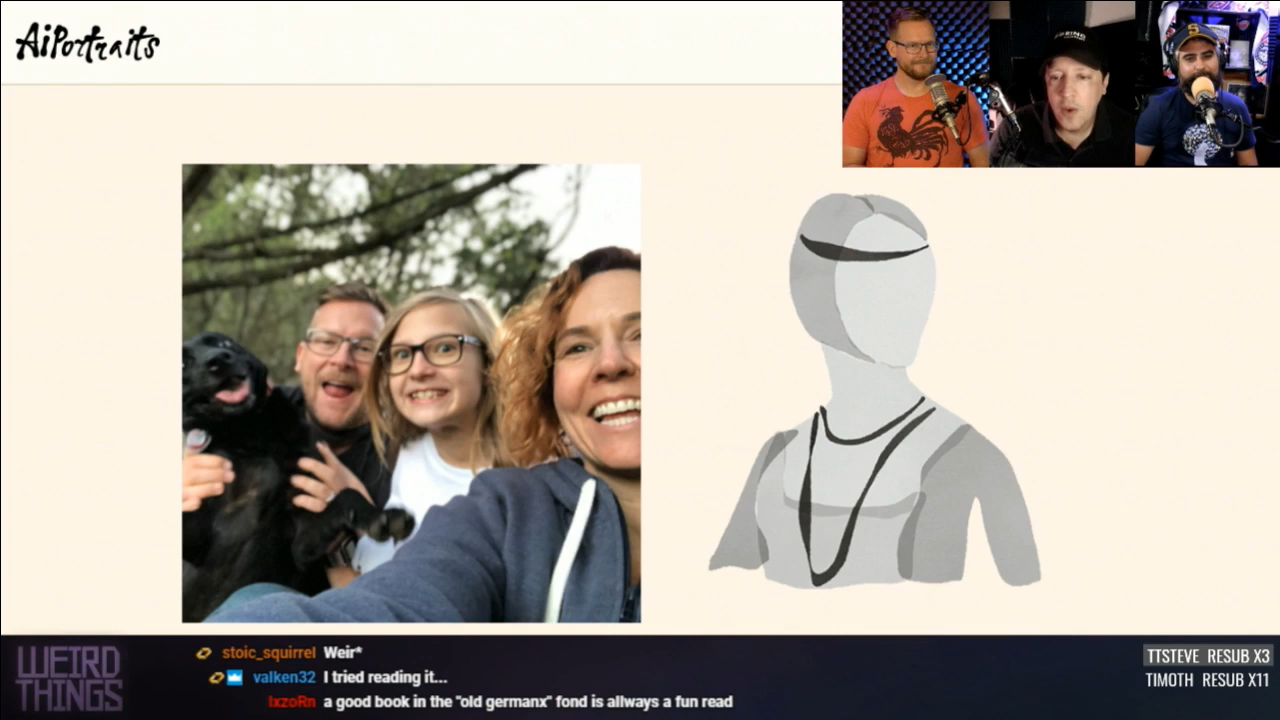 AiPortraits
WEIRD
THINGS
stoic_squirrel Weir*
valken32 I tried reading it...
lxzoRn a good book in the "old germanx" fond is allways a fun read
TTSTEVE RESUB X3
TIMOTH RESUB X11